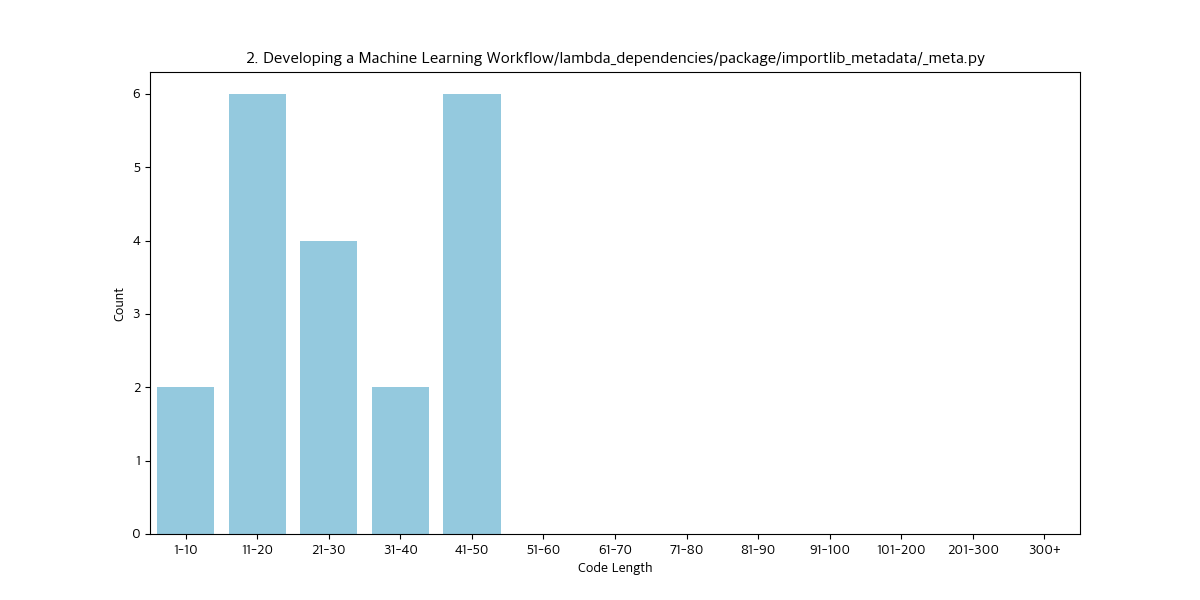 2. Developing a Machine Learning Workflow/lambda_dependencies/package/importlib_metadata/_meta.py
6
5
4
3
2
1
0
Count
1-10 11-20 21-30 31-40 41-50 51-60 61-70 71-80 81-90 91-100 101-200 201-300 300+
Code Length